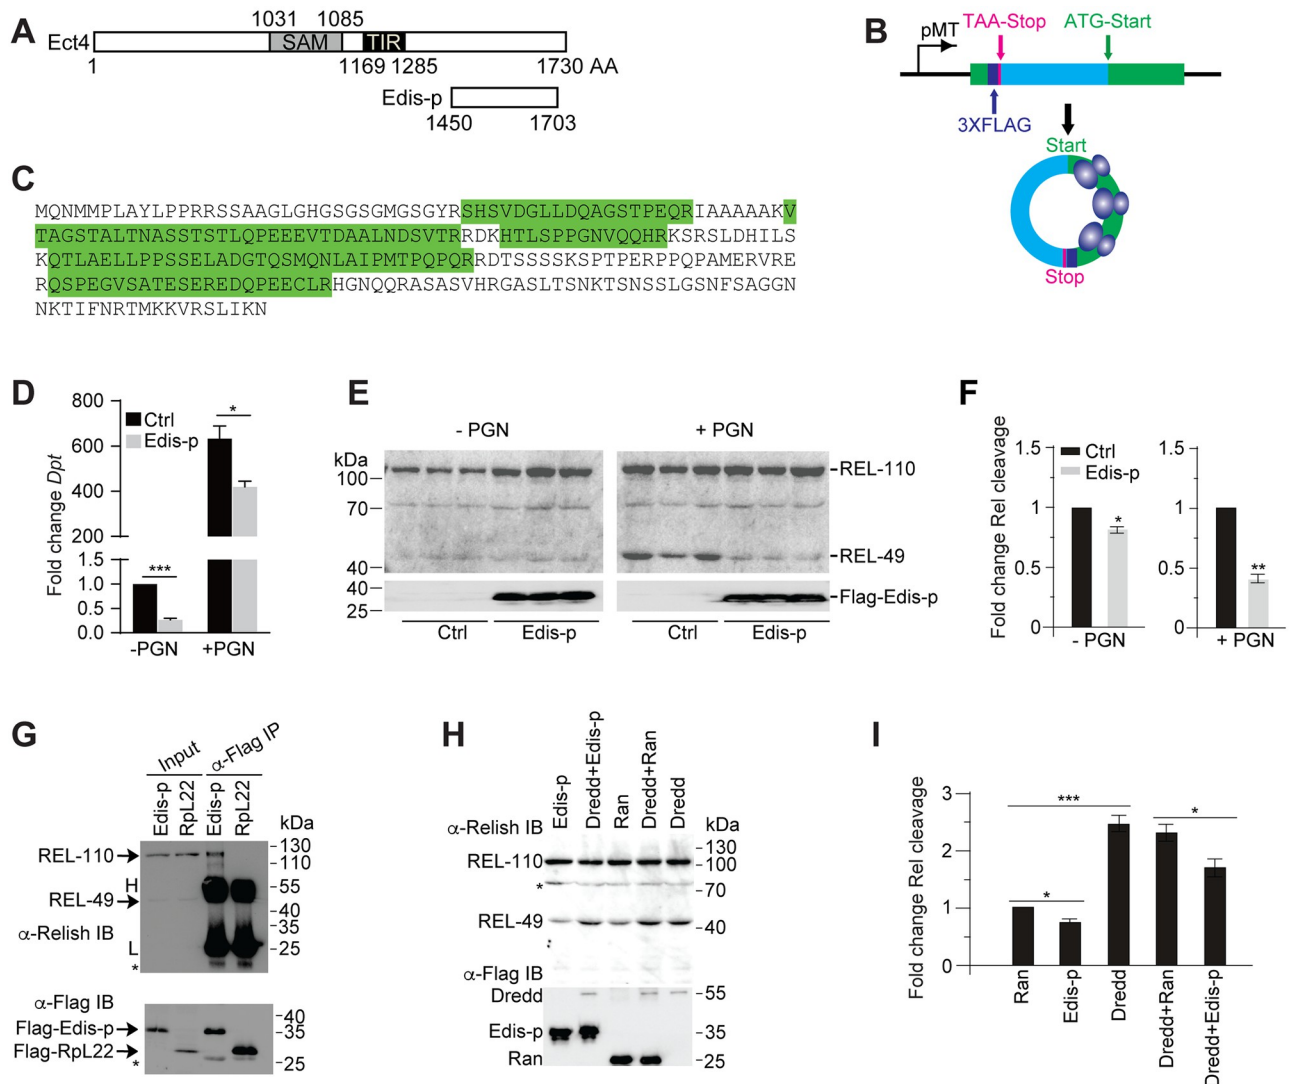 A
1031 1085
Ect4 SAM TIR
1 1169 1285 1730 AA
Edis-p
1450 1703
B
TAA-Stop ATG-Start
pMT
3XFLAG
Start
Stop
C
MQNMMPLAYLPPRRSSAAGLGHGSGSGMGSGYRSHSVDGLLDQAGSTPEQRIAAAAAKV
TAGSTALTNASSTSTLQPEEEVTDAALNDSVTRRDKHTLSPPGNVQQHRKSRSLDHILS
KQTLAELLPPSSELADGTQSMQNLAIPMTPQPQRRDTSSSSKSPTPERPPQPAMERVRE
RQSPEGVSATESEREDQPEECLRHGNQQRASASVHRGASLTSNKTSNSSLGSNFSAGGN
NKTIFNRTMKKVRSLIKN
D
Fold change Dpt
800
600
400
200
1.5
1.0
0.5
0.0
Ctrl
Edis-p
*
***
-PGN +PGN
E
- PGN + PGN
kDa
100
70
40
40
25
REL-110
REL-49
Flag-Edis-p
Ctrl Edis-p Ctrl Edis-p
F
Fold change Rel cleavage
1.5
1
0.5
0
Ctrl
Edis-p
*
- PGN
1.5
1
0.5
0
**
+ PGN
G
Input α-Flag IP
Edis-p RpL22 Edis-p RpL22
kDa
REL-110
H
REL-49
α-Relish IB
L
*
130
110
55
40
35
25
α-Flag IB
Flag-Edis-p
Flag-RpL22
*
40
35
25
H
Edis-p Dredd+Edis-p Ran Dredd+Ran Dredd
α-Relish IB
kDa
REL-110
*
REL-49
130
100
70
40
α-Flag IB
Dredd
Edis-p
Ran
55
35
25
I
Fold change Rel cleavage
3
2
1
0
***
*
*
Ran Edis-p Dredd Dredd+Ran Dredd+Edis-p